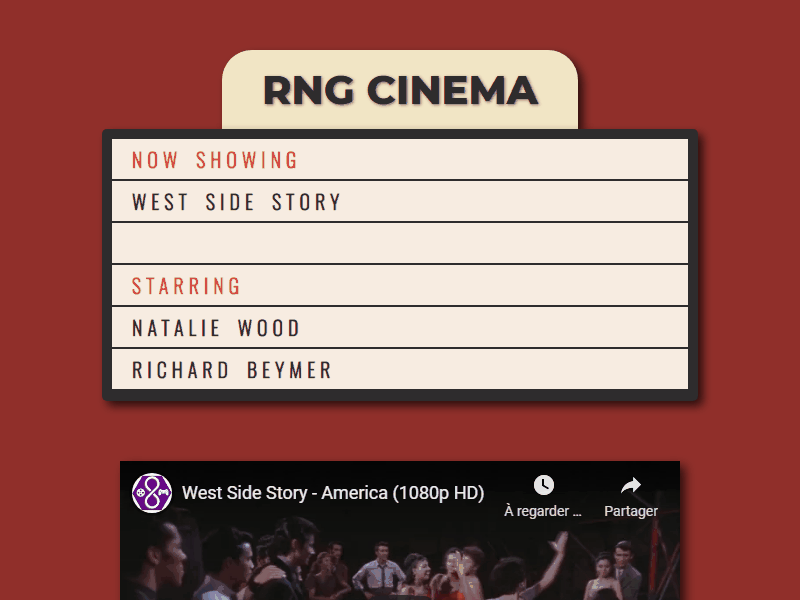 RNG CINEMA
NOW SHOWING
WEST SIDE STORY
STARRING
NATALIE WOOD
RICHARD BEYMER
West Side Story - America (1080p HD)
À regarder ...
Partager